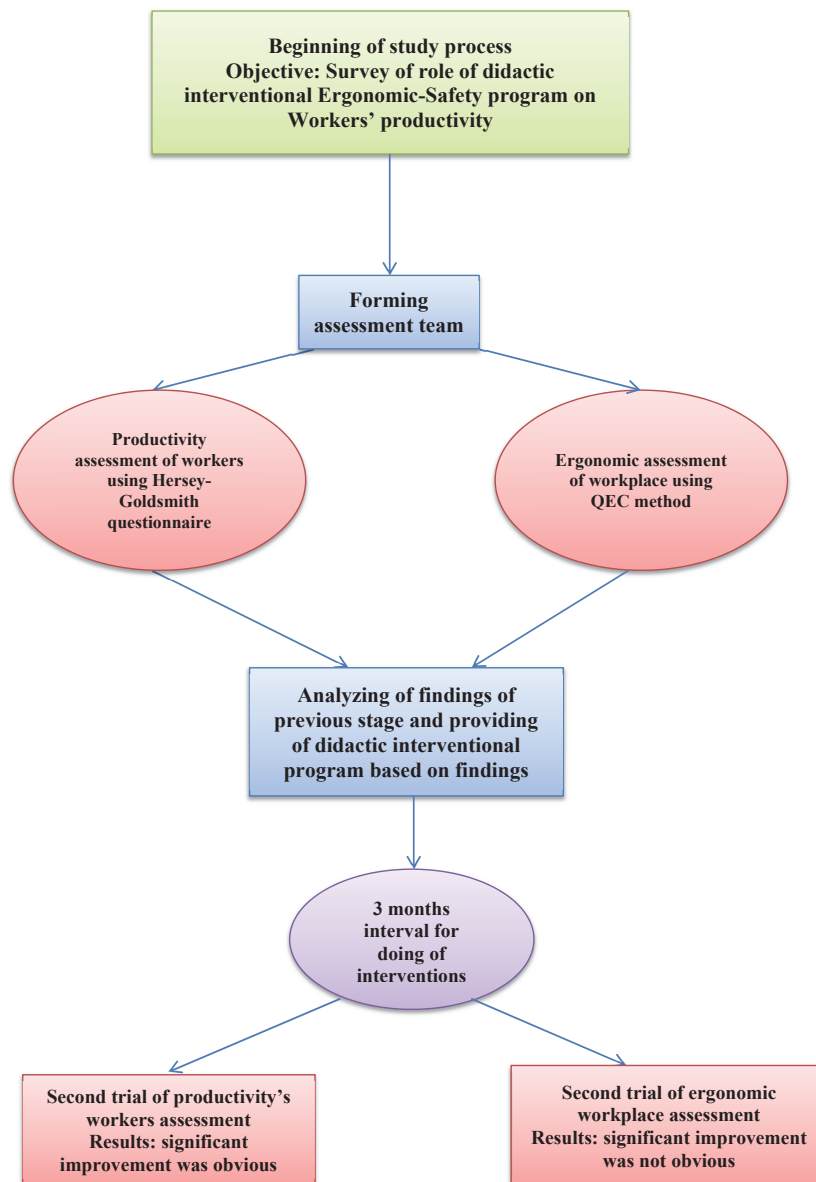 Beginning of study process
Objective: Survey of role of didactic
interventional Ergonomic-Safety program on
Workers’ productivity
Forming
assessment team
Productivity
assessment of workers
using Hersey-
Goldsmith
questionnaire
Ergonomic assessment
of workplace using
QEC method
Analyzing of findings of
previous stage and providing
of didactic interventional
program based on findings
3 months
interval for
doing of
interventions
Second trial of productivity’s
workers assessment
Results: significant
improvement was obvious
Second trial of ergonomic
workplace assessment
Results: significant improvement
was not obvious